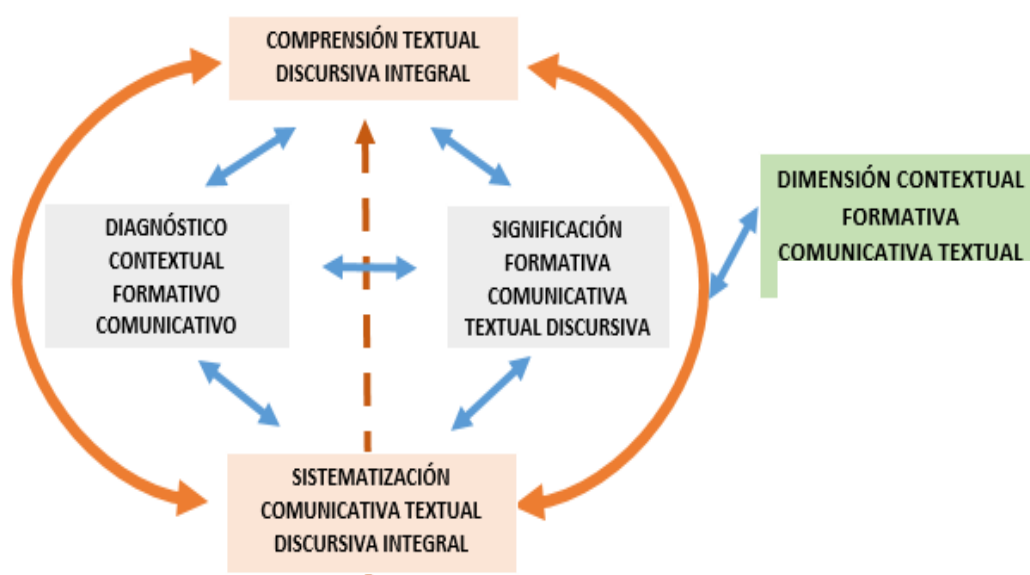 COMPRENSIÓN TEXTUAL
DISCURSIVA INTEGRAL
DIAGNÓSTICO
CONTEXTUAL
FORMATIVO
COMUNICATIVO
SIGNIFICACIÓN
FORMATIVA
COMUNICATIVA
TEXTUAL DISCURSIVA
DIMENSIÓN CONTEXTUAL
FORMATIVA
COMUNICATIVA TEXTUAL
SISTEMATIZACIÓN
COMUNICATIVA TEXTUAL
DISCURSIVA INTEGRAL